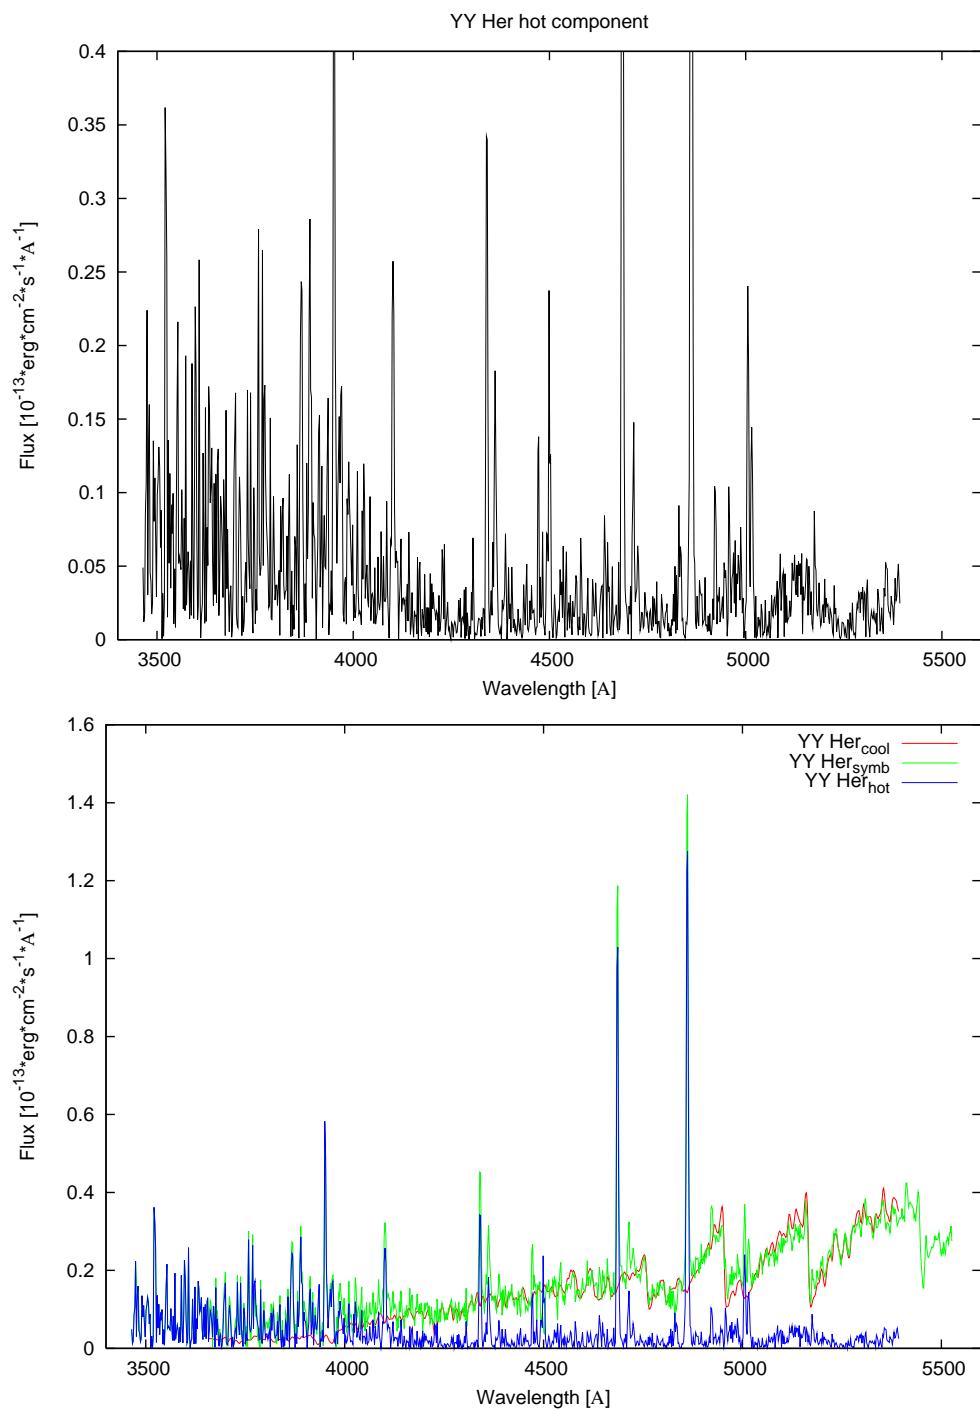 YY Her hot component
0.4
0.35
0.3
0.25
0.2
0.15
0.1
0.05
0
Flux [10^-13*erg*cm^-2*s^-1*A^-1]
3500 4000 4500 5000 5500
Wavelength [A]
1.6
1.4
1.2
1
0.8
0.6
0.4
0.2
0
Flux [10^-13*erg*cm^-2*s^-1*A^-1]
YY Her_cool
YY Her_symb
YY Her_hot
3500 4000 4500 5000 5500
Wavelength [A]